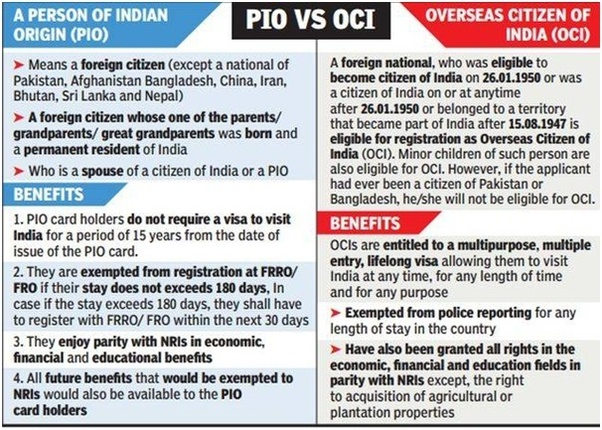 A PERSON OF INDIAN
ORIGIN (PIO)
➤ Means a foreign citizen (except a national of
Pakistan, Afghanistan Bangladesh, China, Iran,
Bhutan, Sri Lanka and Nepal)
➤ A foreign citizen whose one of the parents/
grandparents/ great grandparents was born and
a permanent resident of India
➤ Who is a spouse of a citizen of India or a PIO
BENEFITS
1. PIO card holders do not require a visa to visit
India for a period of 15 years from the date of
issue of the PIO card.
2. They are exempted from registration at FRRO/
FRO if their stay does not exceeds 180 days, In
case if the stay exceeds 180 days, they shall have
to register with FRRO/ FRO within the next 30 days
3. They enjoy parity with NRIs in economic,
financial and educational benefits
4. All future benefits that would be exempted to
NRIs would also be available to the PIO
card holders
PIO VS OCI
OVERSEAS CITIZEN OF
INDIA (OCI)
A foreign national, who was eligible to
become citizen of India on 26.01.1950 or was
a citizen of India on or at anytime
after 26.01.1950 or belonged to a territory
that became part of India after 15.08.1947 is
eligible for registration as Overseas Citizen of
India (OCI). Minor children of such person are
also eligible for OCI. However, if the applicant
had ever been a citizen of Pakistan or
Bangladesh, he/she will not be eligible for OCI.
BENEFITS
OCIs are entitled to a multipurpose, multiple
entry, lifelong visa allowing them to visit
India at any time, for any length of time
and for any purpose
➤ Exempted from police reporting for any
length of stay in the country
➤ Have also been granted all rights in the
economic, financial and education fields in
parity with NRIs except, the right
to acquisition of agricultural or
plantation properties